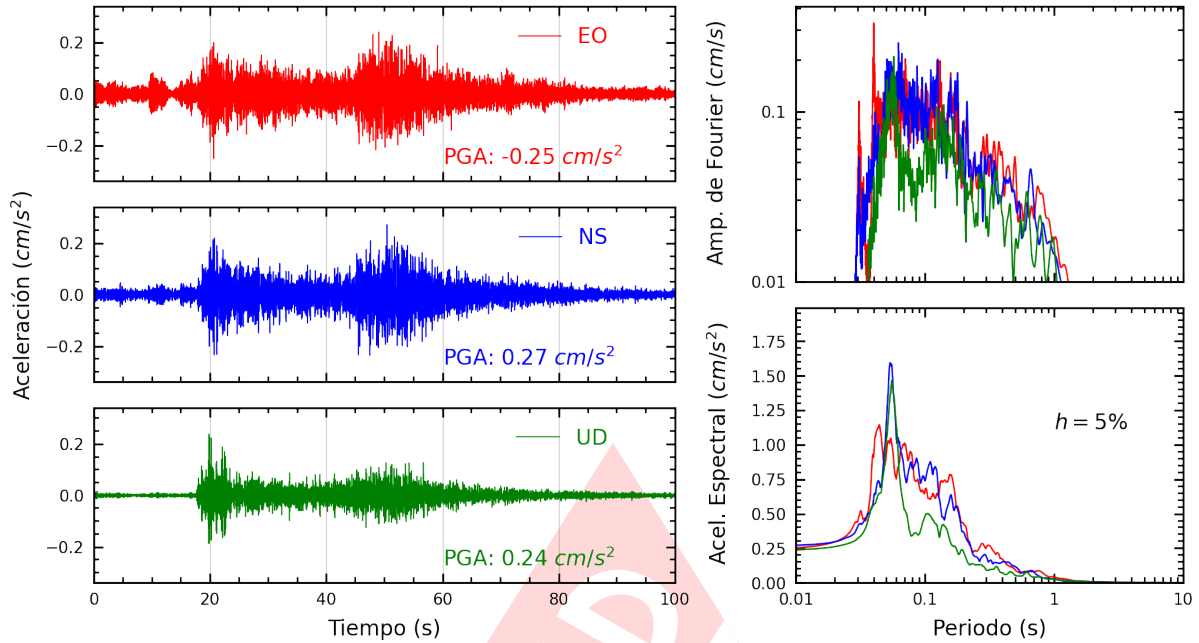 Aceleración (cm/s²)
0.2
0.0
−0.2
EO
PGA: -0.25 cm/s²
0.2
0.0
−0.2
NS
PGA: 0.27 cm/s²
0.2
0.0
−0.2
UD
PGA: 0.24 cm/s²
0 20 40 60 80 100
Tiempo (s)
Amp. de Fourier (cm/s)
0.1
0.01
Acel. Espectral (cm/s²)
1.75
1.50
1.25
1.00
0.75
0.50
0.25
0.00
h = 5%
0.01 0.1 1 10
Periodo (s)